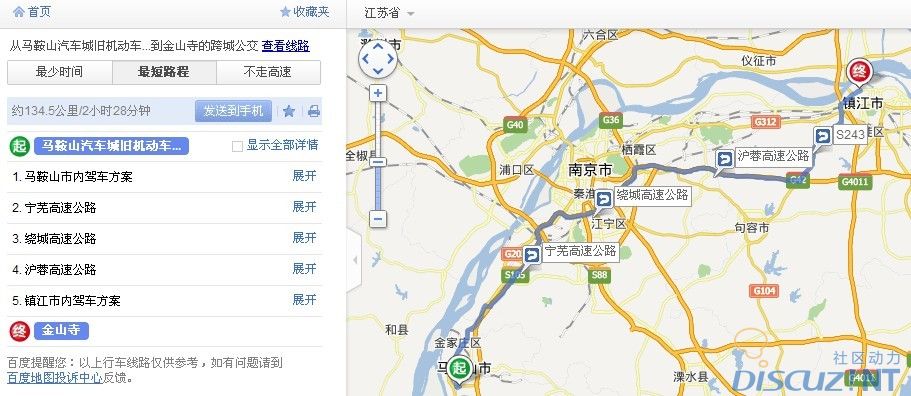 首页
收藏夹
从马鞍山汽车城旧机动车...到金山寺的跨城公交 查看线路
最少时间
最短路程
不走高速
约134.5公里/2小时28分钟
发送到手机
起
马鞍山汽车城旧机动车...
显示全部详情
1. 马鞍山市内驾车方案
展开
2. 宁芜高速公路
展开
3. 绕城高速公路
展开
4. 沪蓉高速公路
展开
5. 镇江市内驾车方案
展开
终
金山寺
百度提醒您：以上行车线路仅供参考，如有问题请到
百度地图投诉中心反馈。
江苏省
六合区
仪征市
终
镇江市
G36
G312
G40
S243
栖霞区
沪蓉高速公路
全椒县
浦口区
南京市
G42
G4011
秦淮
绕城高速公路
江宁区
句容市
宁芜高速公路
S88
G104
和县
金家庄区
起
溧水县
G4011
社区动力
DISCUZ!NT